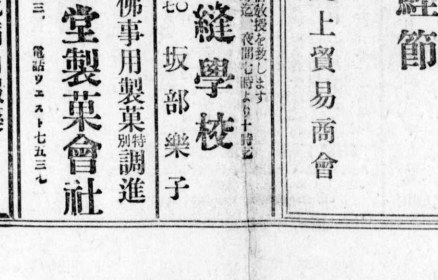 節
上貿易商會
教授を致します
夜間七時より十時迄
縫學校
坂部樂子
佛事用製菓特別調進
堂製菓會社
電話ウエスト七五三七